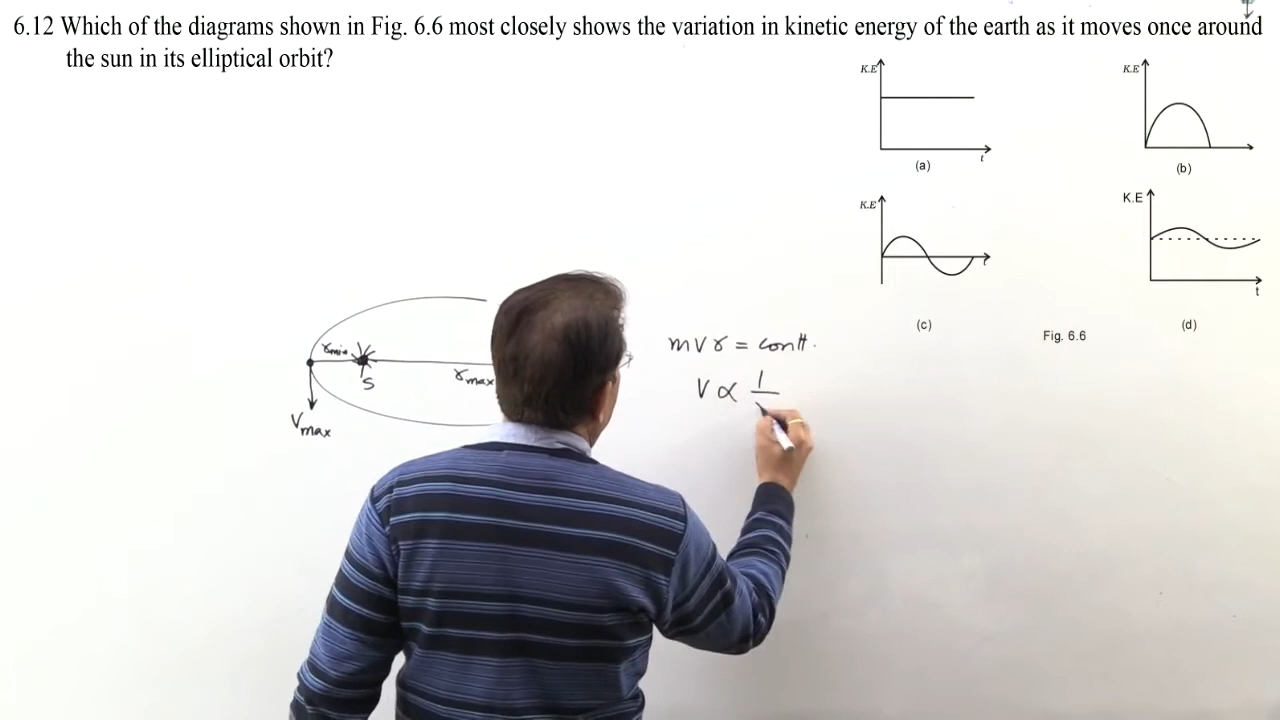 6.12 Which of the diagrams shown in Fig. 6.6 most closely shows the variation in kinetic energy of the earth as it moves once around
the sun in its elliptical orbit?
K.E
t
(a)
K.E
(b)
K.E
t
(c)
K.E
t
(d)
Fig. 6.6
rmin
S
rmax
Vmax
mvr = contt.
V ∝ 1